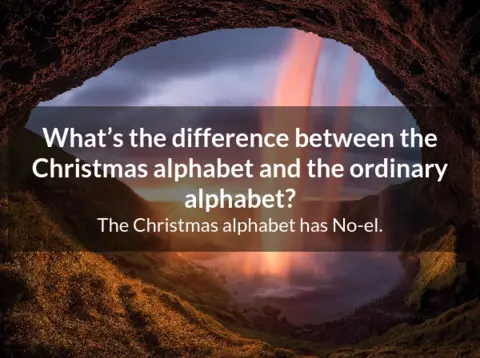 What’s the difference between the
Christmas alphabet and the ordinary
alphabet?
The Christmas alphabet has No-el.